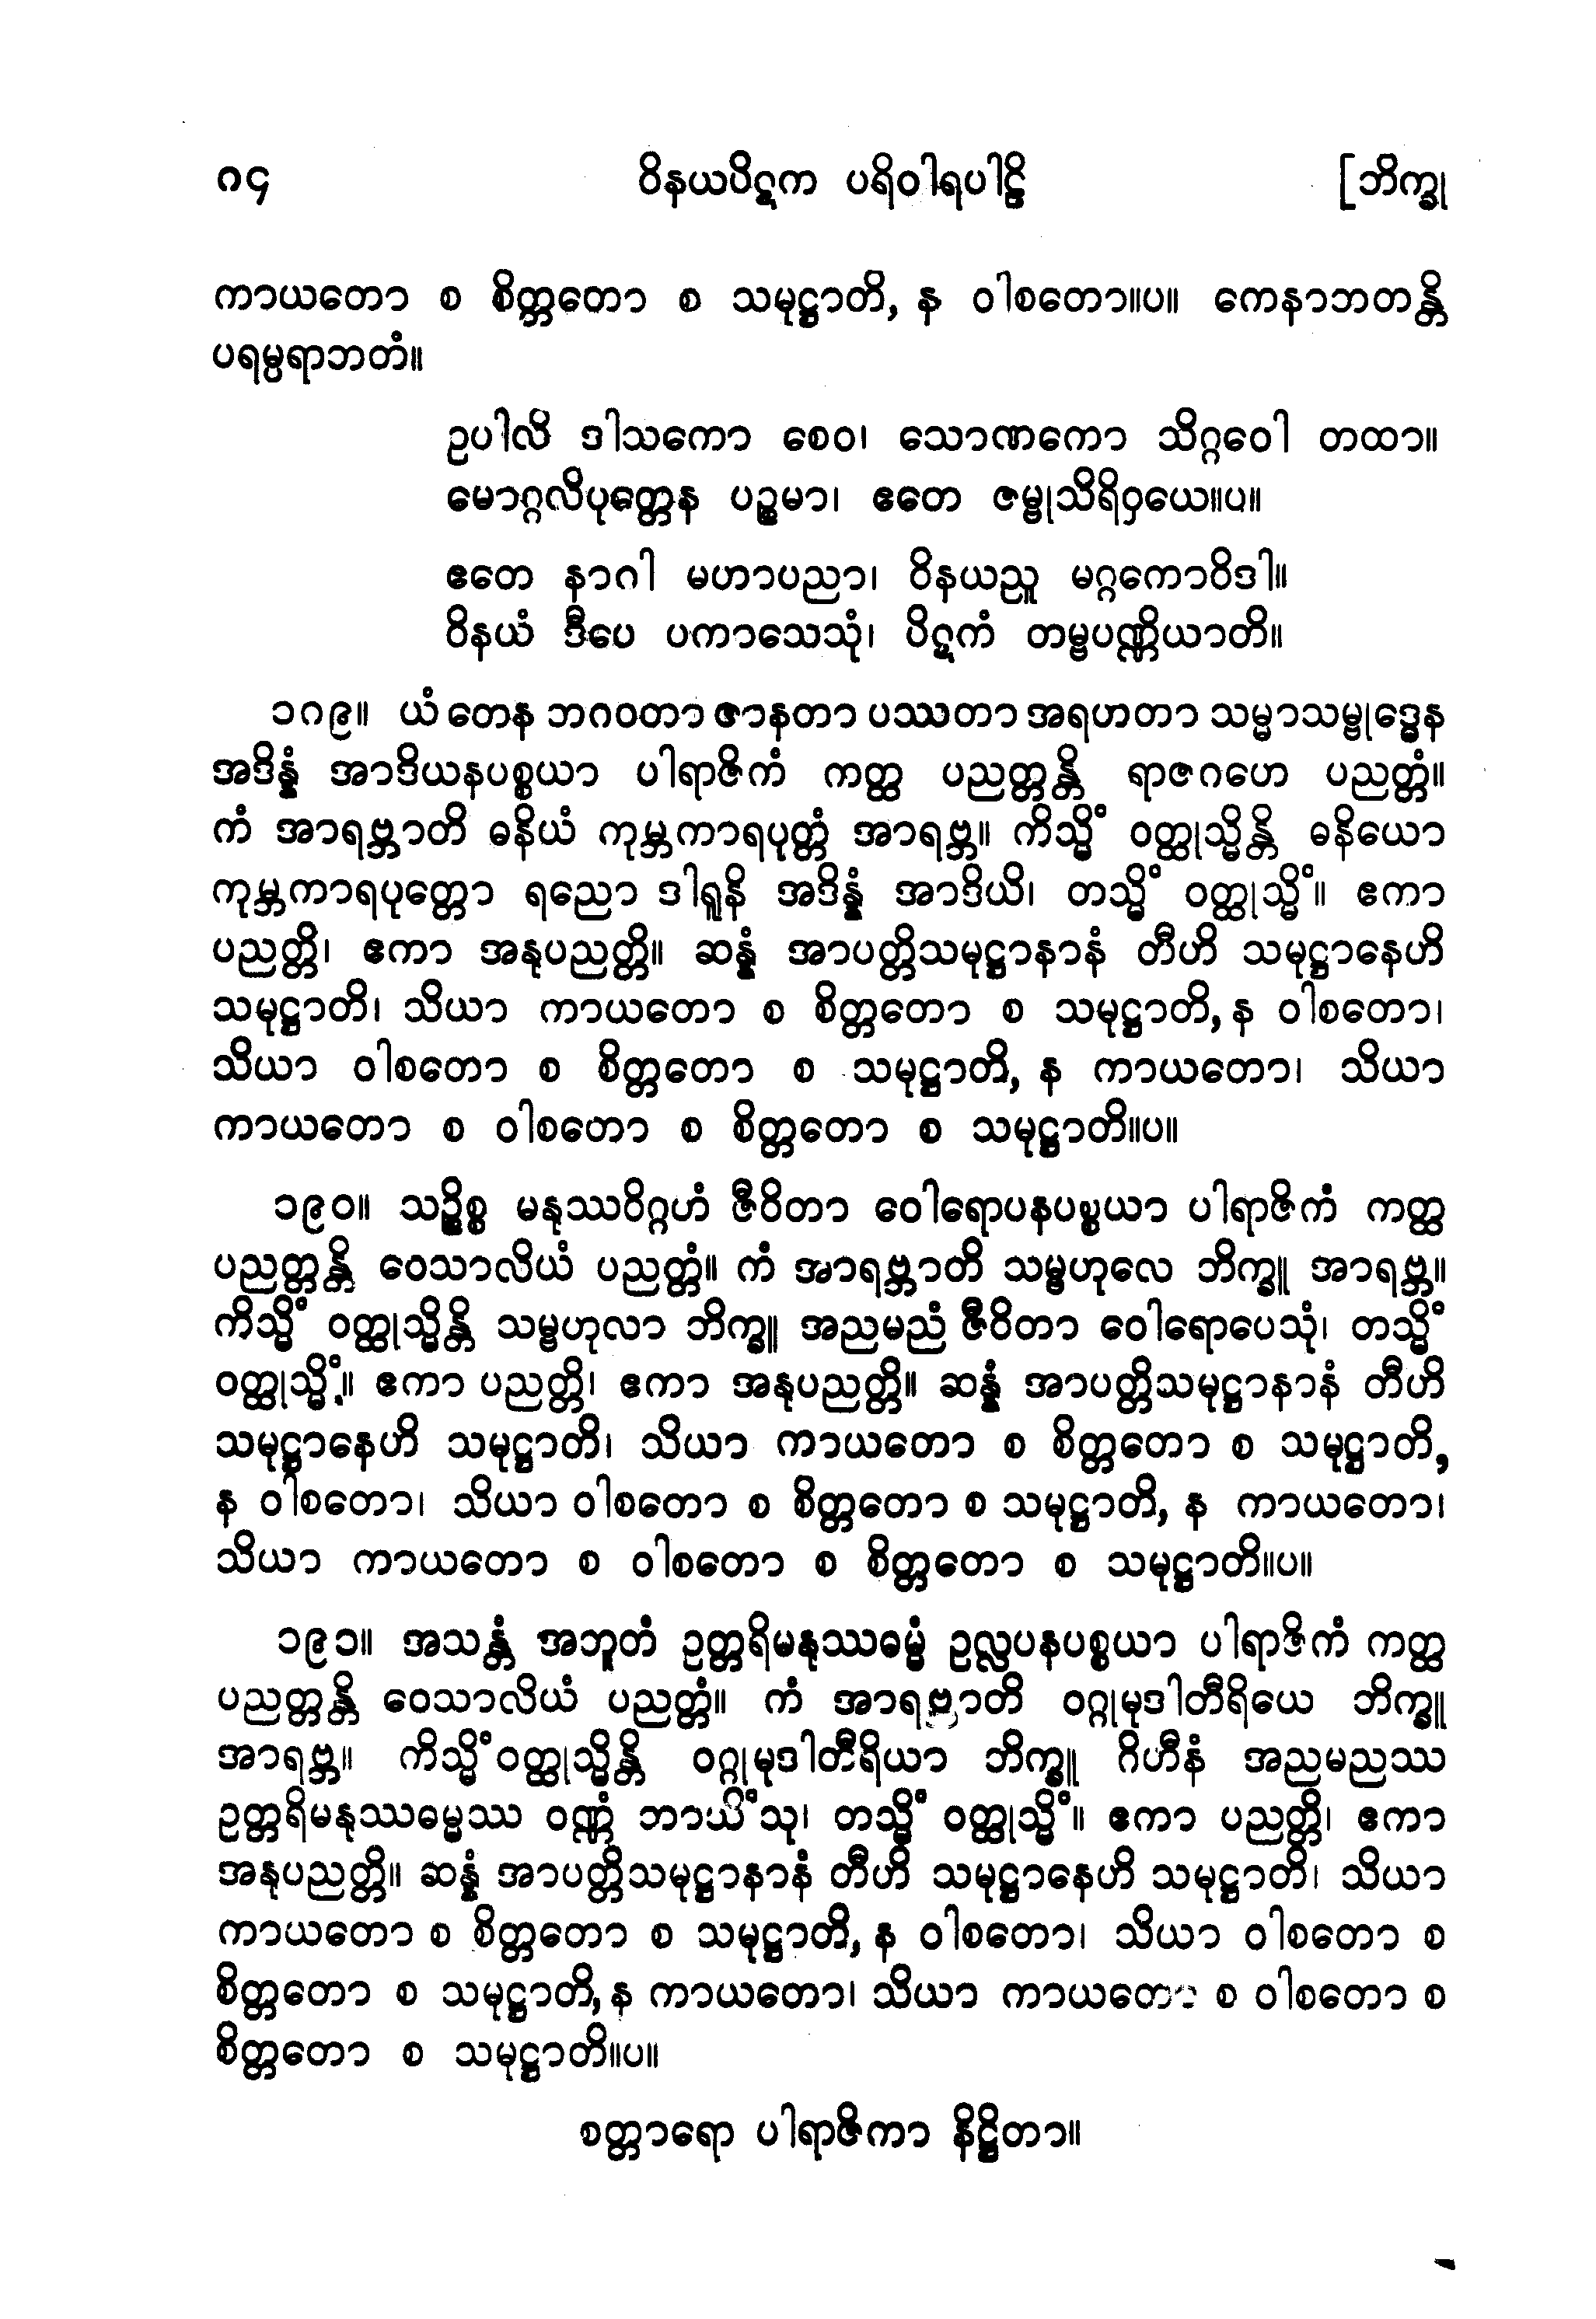 ၈၄ ဝိနယပိဋက ပရိဝါရပါဠိ [ဘိက္ခု
ကာယတော စ စိတ္တတော စ သမုဋ္ဌာတိ, န ဝါစတော။ပ။ ကေနာဘတန္တိ
ပရမ္ပရာဘတံ။
ဥပါလိ ဒါသကော စေဝ၊ သောဏကော သိဂ္ဂဝေါ တထာ။
မောဂ္ဂလိပုတ္တေန ပဉ္စမာ၊ ဧတေ ဇမ္ဗုသိရိဝှယေ။ပ။
ဧတေ နာဂါ မဟာပညာ၊ ဝိနယညူ မဂ္ဂကောဝိဒါ။
ဝိနယံ ဒီပေ ပကာသေသုံ၊ ပိဋကံ တမ္ဗပဏ္ဏိယာတိ။
၁၈၉။ ယံ တေန ဘဂဝတာ ဇာနတာ ပဿတာ အရဟတာ သမ္မာသမ္ဗုဒ္ဓေန
အဒိန္နံ အာဒိယနပစ္စယာ ပါရာဇိကံ ကတ္ထ ပညတ္တန္တိ ရာဇဂဟေ ပညတ္တံ။
ကံ အာရဗ္ဘာတိ ဓနိယံ ကုမ္ဘကာရပုတ္တံ အာရဗ္ဘ။ ကိသ္မိံ ဝတ္ထုသ္မိန္တိ ဓနိယော
ကုမ္ဘကာရပုတ္တော ရညော ဒါရူနိ အဒိန္နံ အာဒိယိ၊ တသ္မိံ ဝတ္ထုသ္မိံ။ ဧကာ
ပညတ္တိ၊ ဧကာ အနုပညတ္တိ။ ဆန္နံ အာပတ္တိသမုဋ္ဌာနာနံ တီဟိ သမုဋ္ဌာနေဟိ
သမုဋ္ဌာတိ၊ သိယာ ကာယတော စ စိတ္တတော စ သမုဋ္ဌာတိ, န ဝါစတော၊
သိယာ ဝါစတော စ စိတ္တတော စ သမုဋ္ဌာတိ, န ကာယတော၊ သိယာ
ကာယတော စ ဝါစတော စ စိတ္တတော စ သမုဋ္ဌာတိ။ပ။
၁၉၀။ သဉ္စိစ္စ မနုဿဝိဂ္ဂဟံ ဇီဝိတာ ဝေါရောပနပစ္စယာ ပါရာဇိကံ ကတ္ထ
ပညတ္တန္တိ ဝေသာလိယံ ပညတ္တံ။ ကံ အာရဗ္ဘာတိ သမ္ဗဟုလေ ဘိက္ခူ အာရဗ္ဘ။
ကိသ္မိံ ဝတ္ထုသ္မိန္တိ သမ္ဗဟုလာ ဘိက္ခူ အညမညံ ဇီဝိတာ ဝေါရောပေသုံ၊ တသ္မိံ
ဝတ္ထုသ္မိံ။ ဧကာ ပညတ္တိ၊ ဧကာ အနုပညတ္တိ။ ဆန္နံ အာပတ္တိသမုဋ္ဌာနာနံ တီဟိ
သမုဋ္ဌာနေဟိ သမုဋ္ဌာတိ၊ သိယာ ကာယတော စ စိတ္တတော စ သမုဋ္ဌာတိ,
န ဝါစတော၊ သိယာ ဝါစတော စ စိတ္တတော စ သမုဋ္ဌာတိ, န ကာယတော၊
သိယာ ကာယတော စ ဝါစတော စ စိတ္တတော စ သမုဋ္ဌာတိ။ပ။
၁၉၁။ အသန္တံ အဘူတံ ဥတ္တရိမနုဿဓမ္မံ ဥလ္လပနပစ္စယာ ပါရာဇိကံ ကတ္ထ
ပညတ္တန္တိ ဝေသာလိယံ ပညတ္တံ။ ကံ အာရဗ္ဘာတိ ဝဂ္ဂုမုဒါတီရိယေ ဘိက္ခူ
အာရဗ္ဘ။ ကိသ္မိံ ဝတ္ထုသ္မိန္တိ ဝဂ္ဂုမုဒါတီရိယာ ဘိက္ခူ ဂိဟီနံ အညမညဿ
ဥတ္တရိမနုဿဓမ္မဿ ဝဏ္ဏံ ဘာသိံသု၊ တသ္မိံ ဝတ္ထုသ္မိံ။ ဧကာ ပညတ္တိ၊ ဧကာ
အနုပညတ္တိ။ ဆန္နံ အာပတ္တိသမုဋ္ဌာနာနံ တီဟိ သမုဋ္ဌာနေဟိ သမုဋ္ဌာတိ၊ သိယာ
ကာယတော စ စိတ္တတော စ သမုဋ္ဌာတိ, န ဝါစတော၊ သိယာ ဝါစတော စ
စိတ္တတော စ သမုဋ္ဌာတိ, န ကာယတော၊ သိယာ ကာယတော စ ဝါစတော စ
စိတ္တတော စ သမုဋ္ဌာတိ။ပ။
စတ္တာရော ပါရာဇိကာ နိဋ္ဌိတာ။